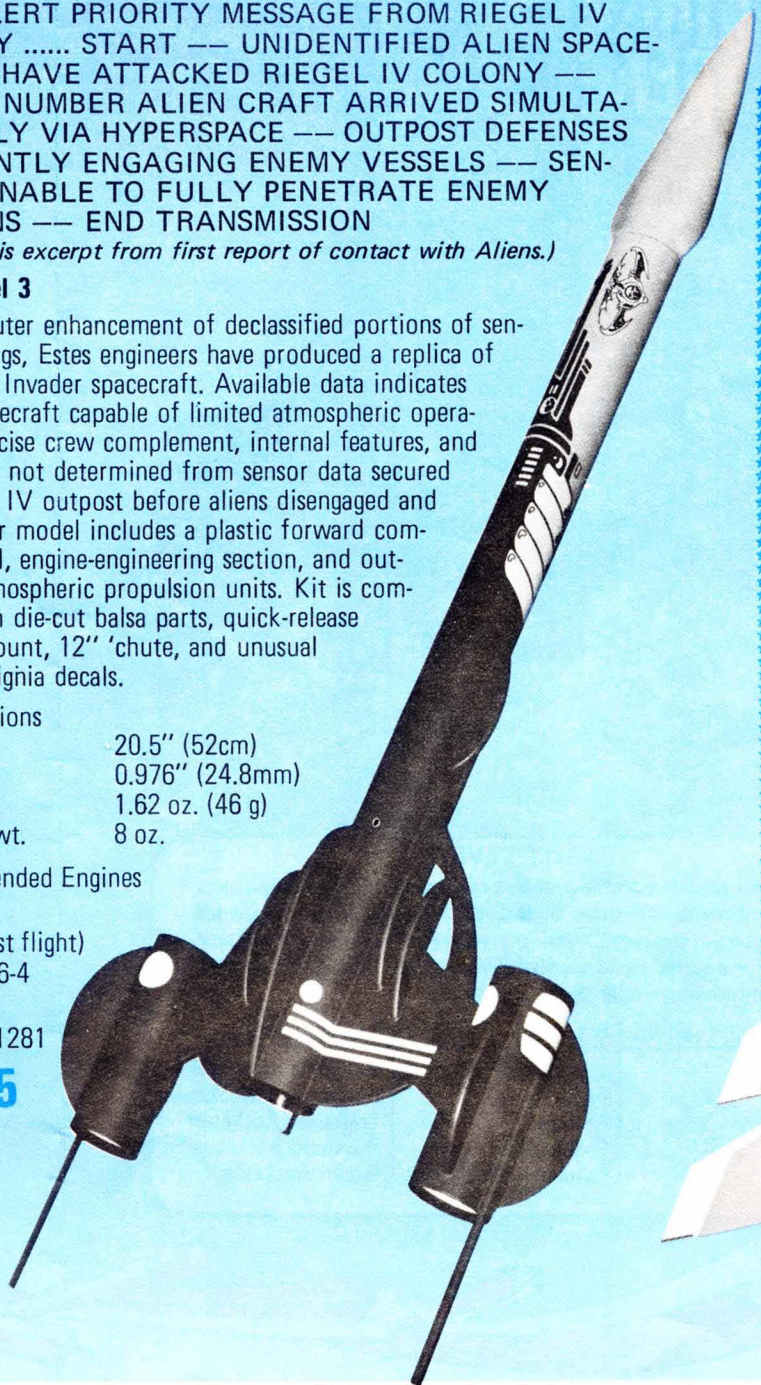 ERT PRIORITY MESSAGE FROM RIEGEL IV
Y ...... START –– UNIDENTIFIED ALIEN SPACE-
HAVE ATTACKED RIEGEL IV COLONY ––
NUMBER ALIEN CRAFT ARRIVED SIMULTA-
LY VIA HYPERSPACE –– OUTPOST DEFENSES
NTLY ENGAGING ENEMY VESSELS –– SEN-
NABLE TO FULLY PENETRATE ENEMY
NS –– END TRANSMISSION
is excerpt from first report of contact with Aliens.)
el 3
uter enhancement of declassified portions of sen-
gs, Estes engineers have produced a replica of
Invader spacecraft. Available data indicates
ecraft capable of limited atmospheric opera-
cise crew complement, internal features, and
not determined from sensor data secured
IV outpost before aliens disengaged and
r model includes a plastic forward com-
l, engine-engineering section, and out-
mospheric propulsion units. Kit is com-
n die-cut balsa parts, quick-release
ount, 12'' 'chute, and unusual
ignia decals.
ions
20.5'' (52cm)
0.976'' (24.8mm)
1.62 oz. (46 g)
wt. 8 oz.
ended Engines
st flight)
6-4
1281
5